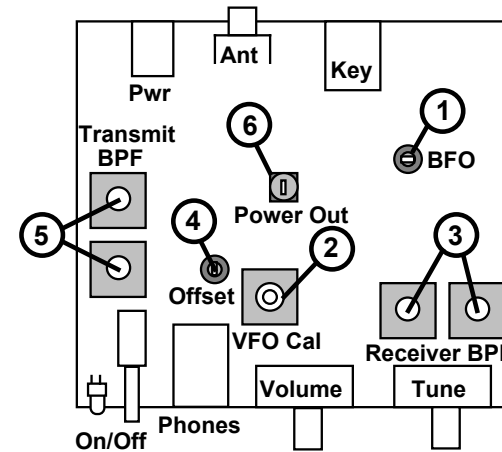 Ant
Key
Pwr
1
Transmit
BPF
6
BFO
Power Out
4
5
2
3
Offset
VFO Cal
Receiver BPF
Volume
Tune
Phones
On/Off